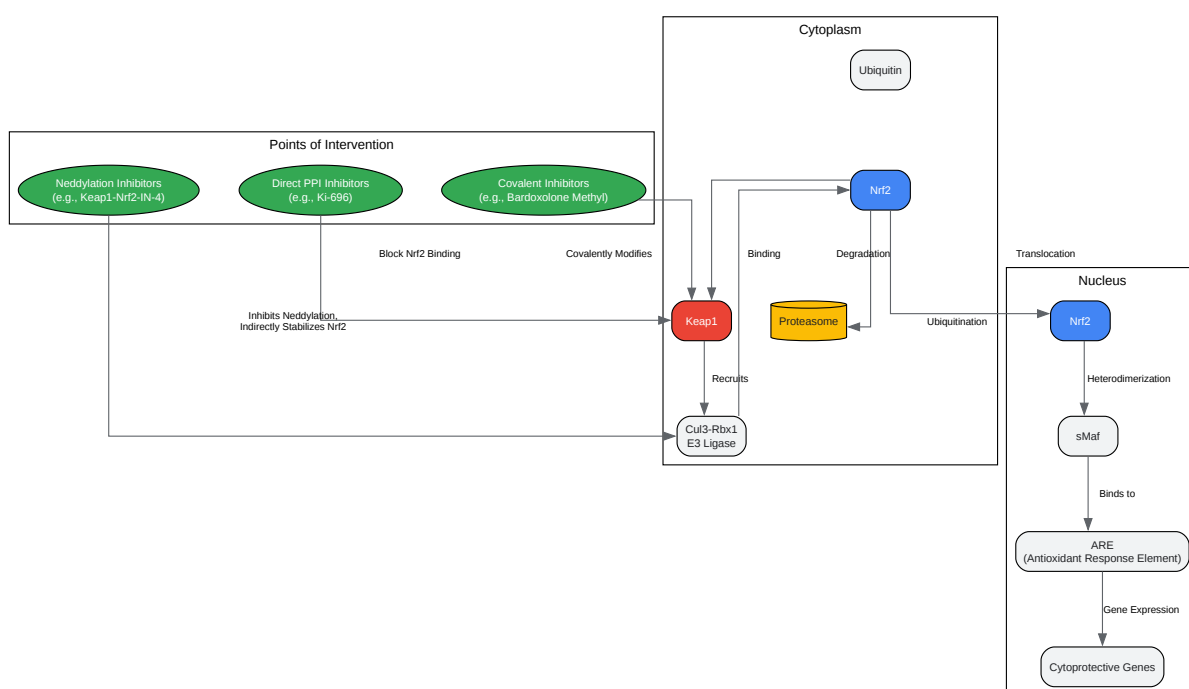 Cytoplasm
Ubiquitin
Points of Intervention
Neddylation Inhibitors
(e.g., Keap1-Nrf2-IN-4)
Direct PPI Inhibitors
(e.g., Ki-696)
Covalent Inhibitors
(e.g., Bardoxolone Methyl)
Nrf2
Block Nrf2 Binding
Covalently Modifies
Binding
Degradation
Translocation
Nucleus
Inhibits Neddylation,
Indirectly Stabilizes Nrf2
Keap1
Proteasome
Ubiquitination
Nrf2
Recruits
Heterodimerization
Cul3-Rbx1
E3 Ligase
sMaf
Binds to
ARE
(Antioxidant Response Element)
Gene Expression
Cytoprotective Genes